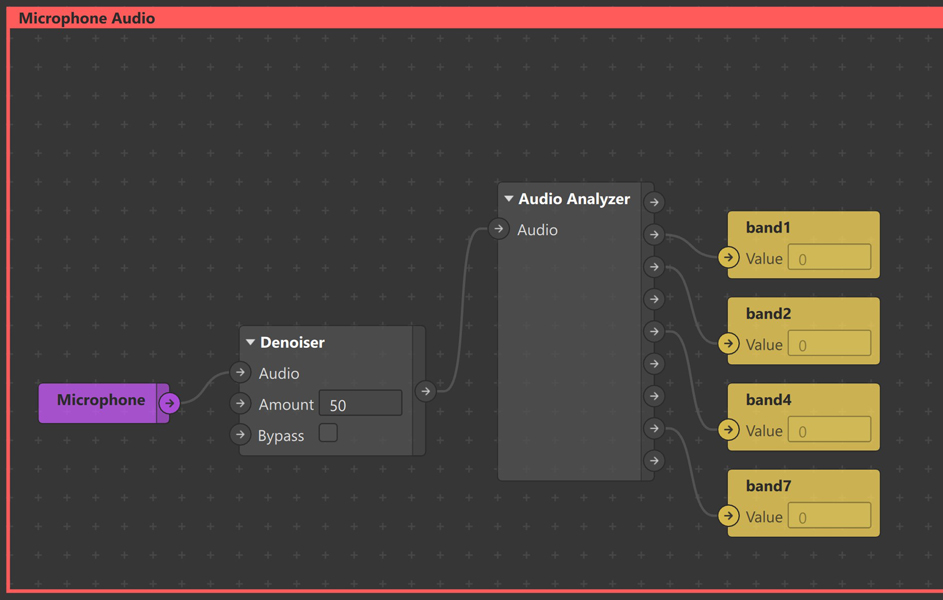 Microphone Audio
Microphone
Denoiser
Audio
Amount 50
Bypass
Audio Analyzer
Audio
band1
Value 0
band2
Value 0
band4
Value 0
band7
Value 0